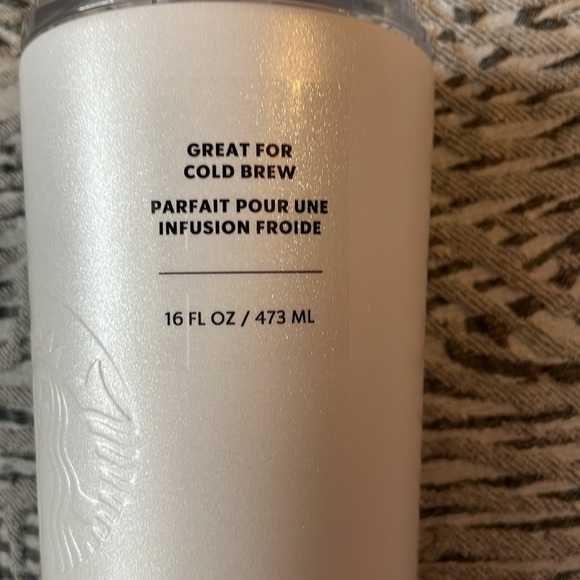 GREAT FOR
COLD BREW
PARFAIT POUR UNE
INFUSION FROIDE
16 FL OZ / 473 ML